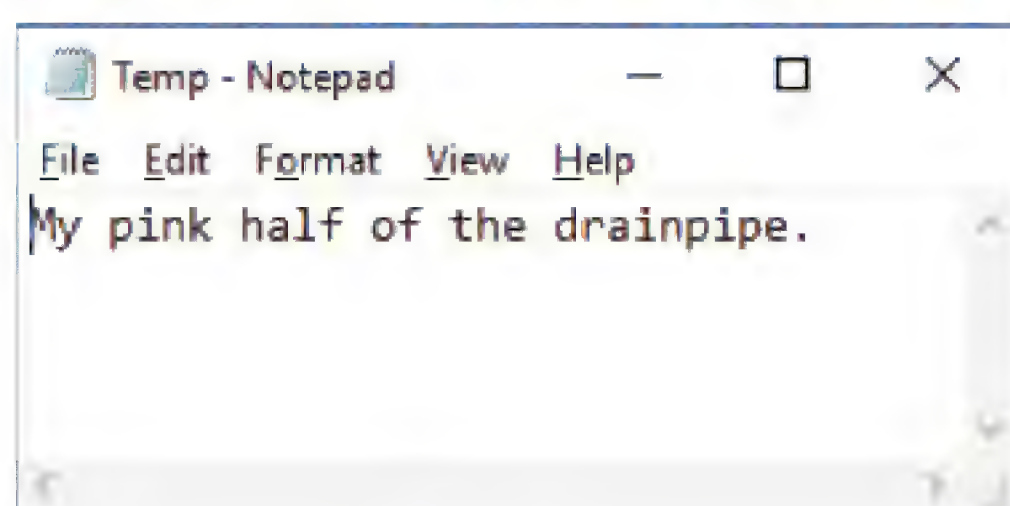 Temp - Notepad
File Edit Format View Help
My pink half of the drainpipe.